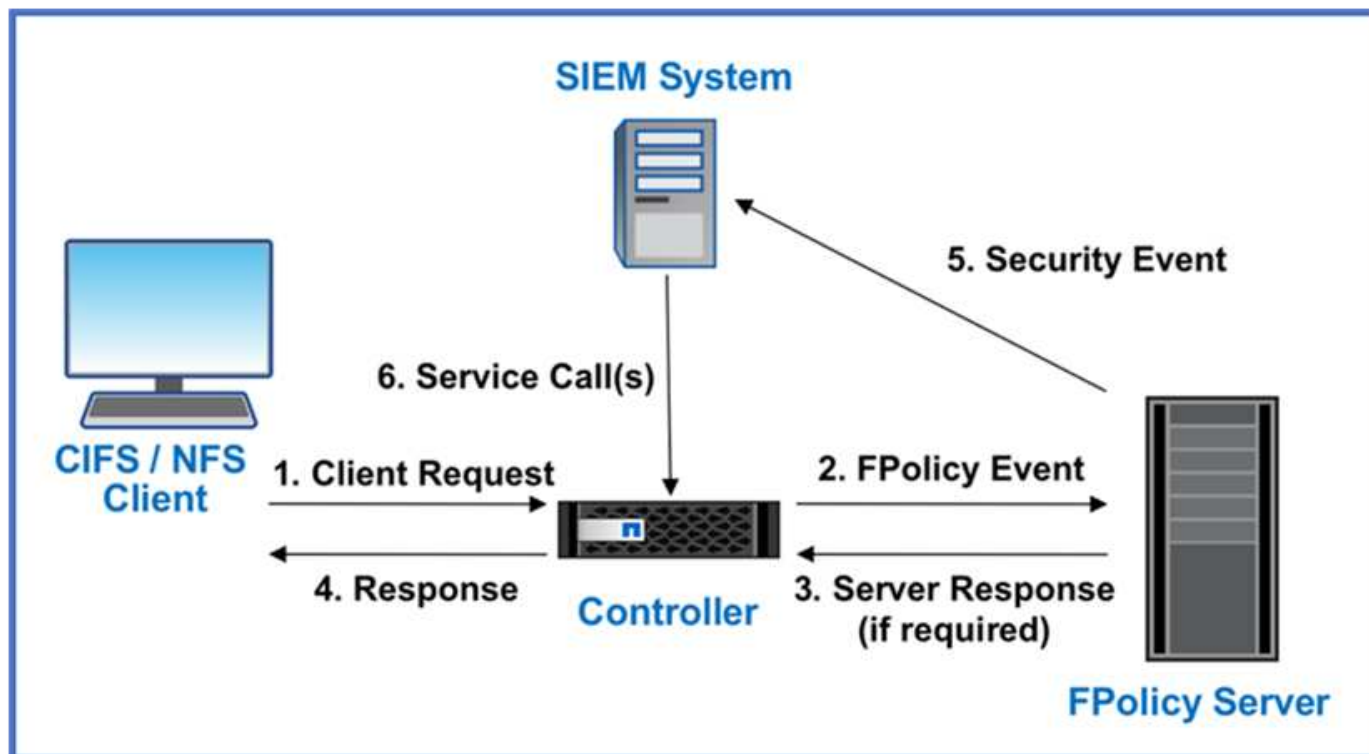 SIEM System
5. Security Event
6. Service Call(s)
CIFS / NFS
Client
1. Client Request
2. FPolicy Event
4. Response
Controller
3. Server Response
(if required)
FPolicy Server